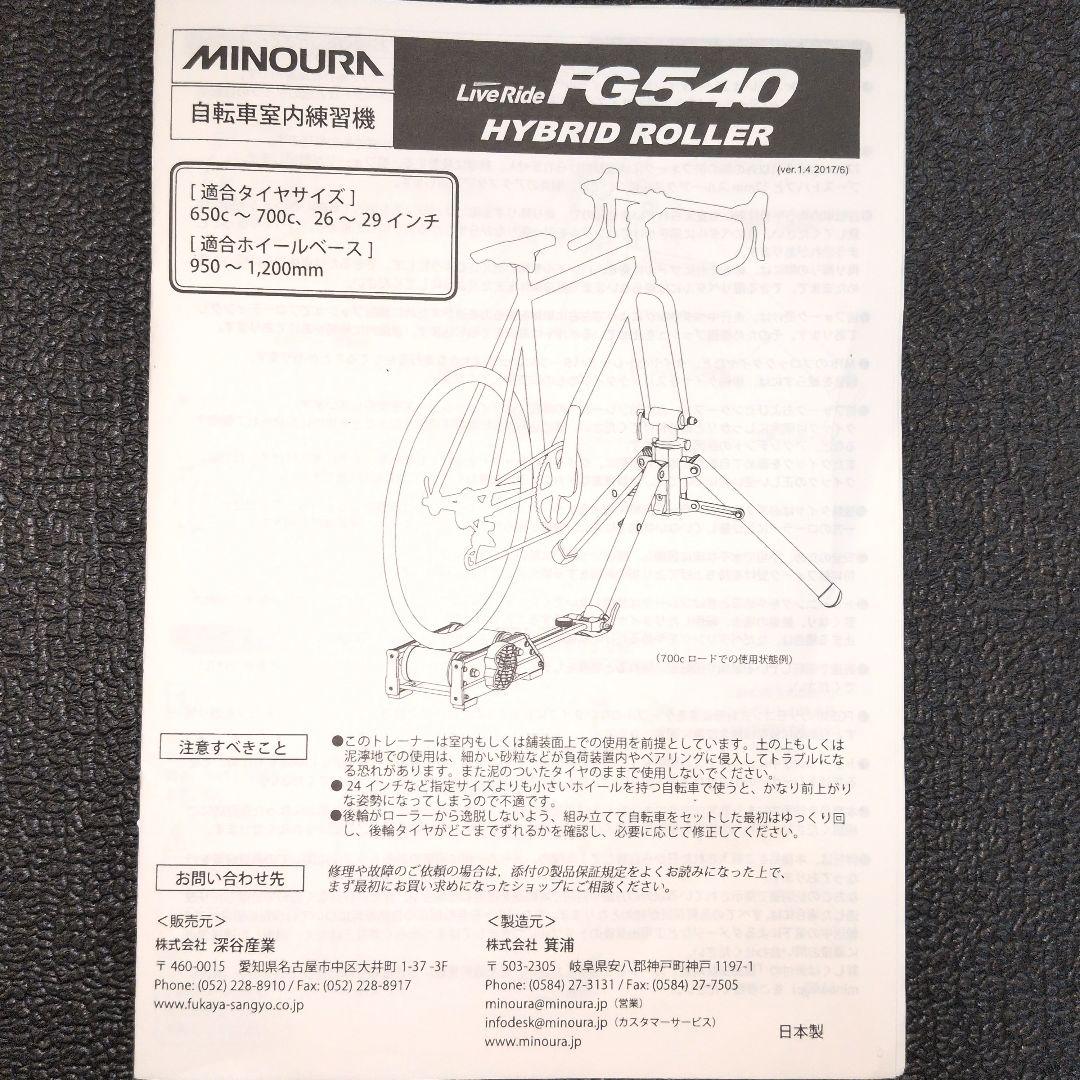 MINOURA
自転車室内練習機
LiveRide FG540
HYBRID ROLLER
(ver.1.4 2017/6)
[ 適合タイヤサイズ ]
650c ～ 700c、26 ～ 29 インチ
[ 適合ホイールベース ]
950 ～ 1,200mm
(700c ロードでの使用状態例)
注意すべきこと
●このトレーナーは室内もしくは舗装面上での使用を前提としています。土の上もしくは
泥濘地での使用は、細かい砂粒などが負荷装置内やベアリングに侵入してトラブルにな
る恐れがあります。また泥のついたタイヤのままで使用しないでください。
●24 インチなど指定サイズよりも小さいホイールを持つ自転車で使うと、かなり前上がり
な姿勢になってしまうので不適です。
●後輪がローラーから逸脱しないよう、組み立てて自転車をセットした最初はゆっくり回
し、後輪タイヤがどこまでずれるかを確認し、必要に応じて修正してください。
お問い合わせ先
修理や故障のご依頼の場合は、添付の製品保証規定をよくお読みになった上で、
まず最初にお買い求めになったショップにご相談ください。
＜販売元＞
株式会社 深谷産業
〒 460-0015 愛知県名古屋市中区大井町 1-37 -3F
Phone: (052) 228-8910 / Fax: (052) 228-8917
www.fukaya-sangyo.co.jp
＜製造元＞
株式会社 箕浦
〒 503-2305 岐阜県安八郡神戸町神戸 1197-1
Phone: (0584) 27-3131 / Fax: (0584) 27-7505
minoura@minoura.jp（営業）
infodesk@minoura.jp（カスタマーサービス）
www.minoura.jp
日本製